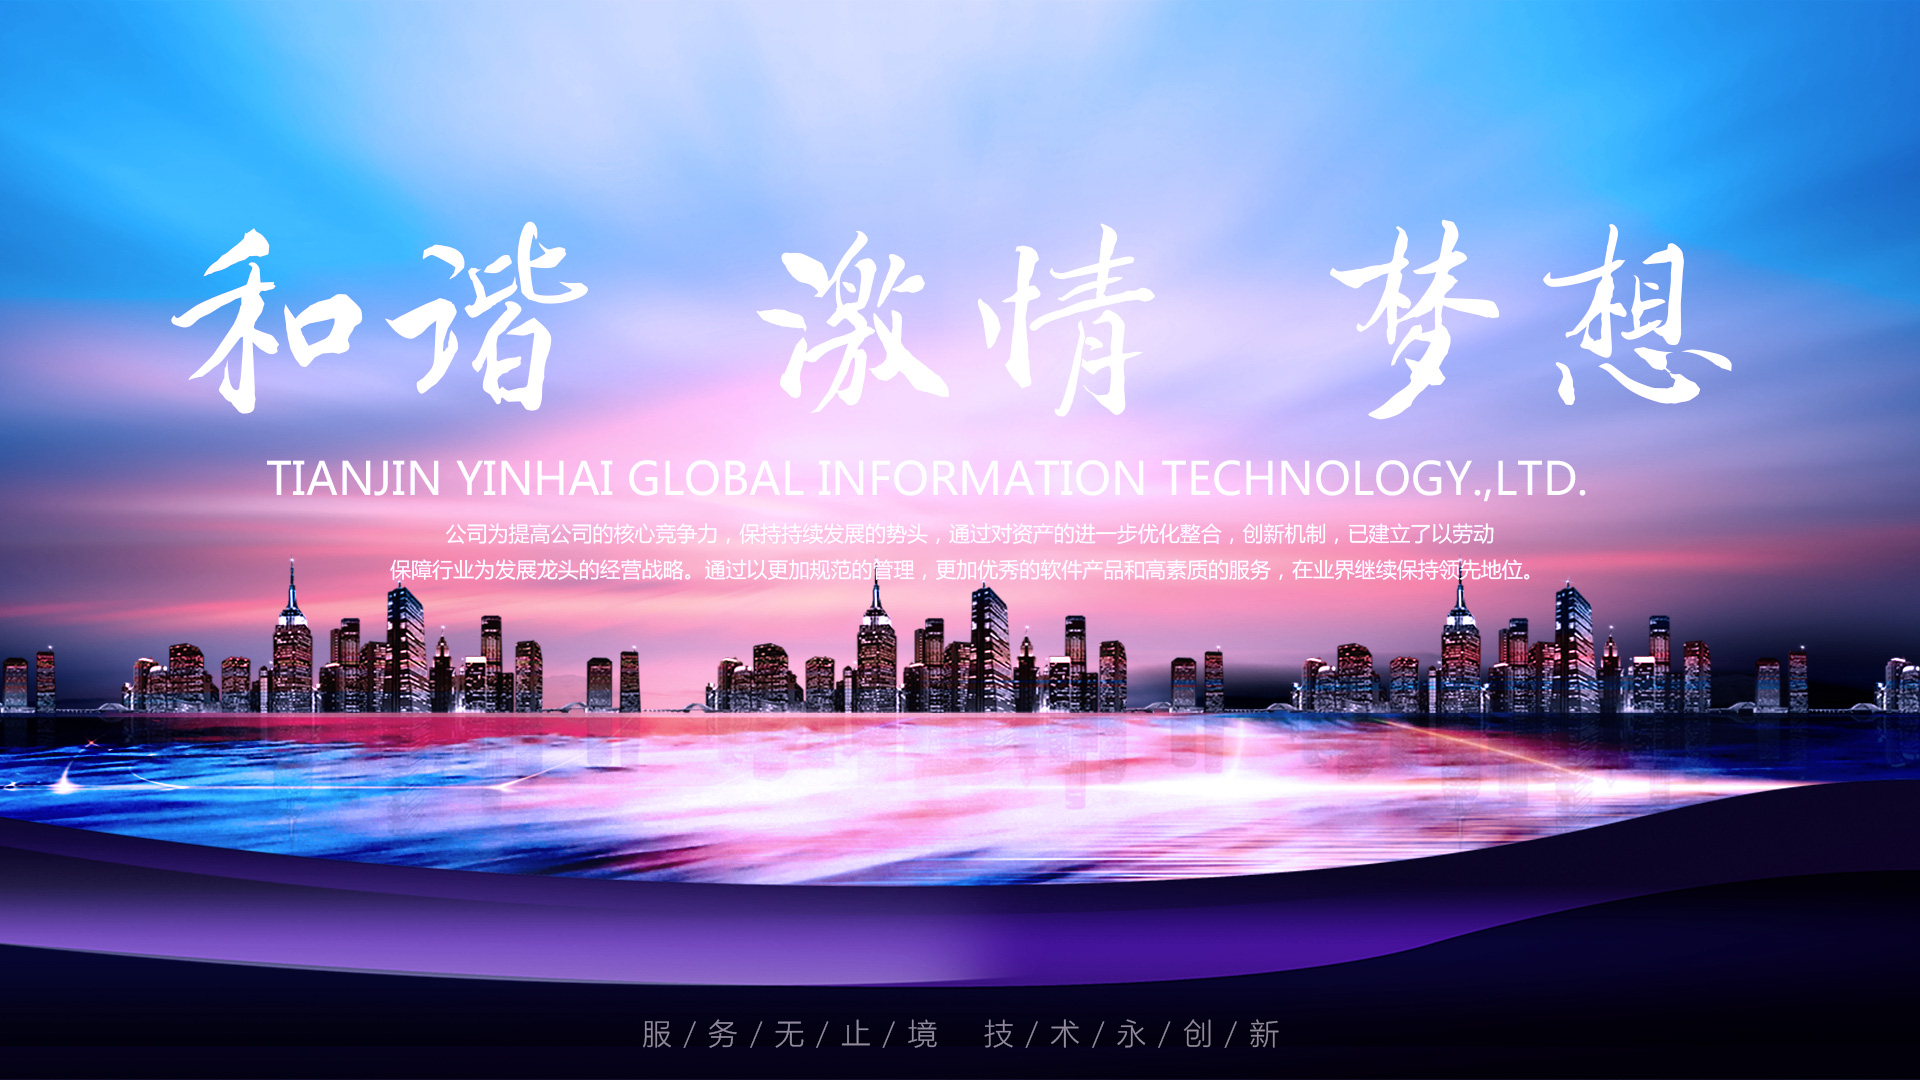 和谐 激情 梦想
TIANJIN YINHAI GLOBAL INFORMATION TECHNOLOGY.,LTD.
公司为提高公司的核心竞争力，保持持续发展的势头，通过对资产的进一步优化整合，创新机制，已建立了以劳动
保障行业为发展龙头的经营战略。通过以更加规范的管理，更加优秀的软件产品和高素质的服务，在业界继续保持领先地位。
服/务/无/止/境 技/术/永/创/新